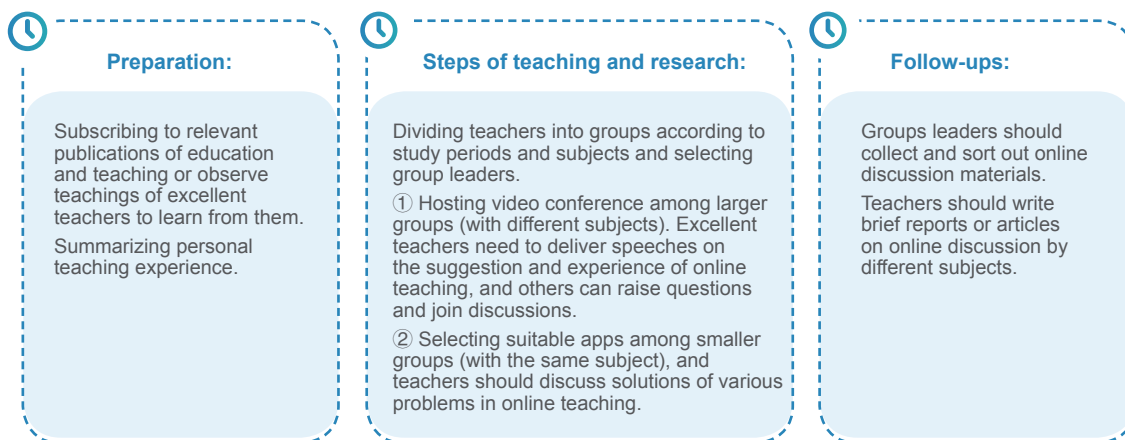 Preparation:
Subscribing to relevant
publications of education
and teaching or observe
teachings of excellent
teachers to learn from them.
Summarizing personal
teaching experience.
Steps of teaching and research:
Dividing teachers into groups according to
study periods and subjects and selecting
group leaders.
① Hosting video conference among larger
groups (with different subjects). Excellent
teachers need to deliver speeches on
the suggestion and experience of online
teaching, and others can raise questions
and join discussions.
② Selecting suitable apps among smaller
groups (with the same subject), and
teachers should discuss solutions of various
problems in online teaching.
Follow-ups:
Groups leaders should
collect and sort out online
discussion materials.
Teachers should write
brief reports or articles
on online discussion by
different subjects.